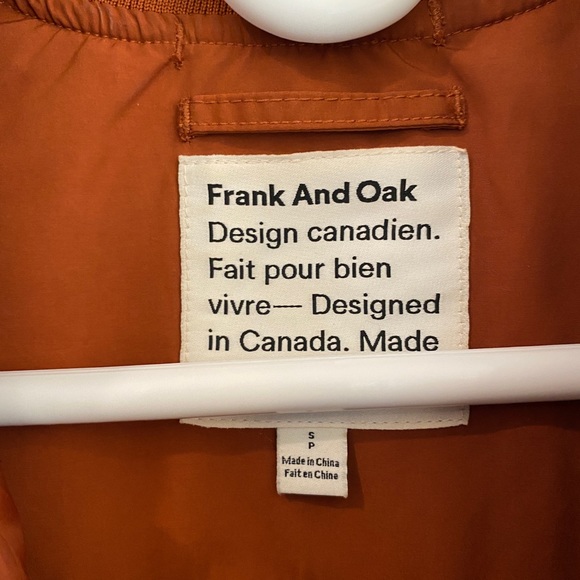 Frank And Oak
Design canadien.
Fait pour bien
vivre— Designed
in Canada. Made
S
P
Made in China
Fait en Chine